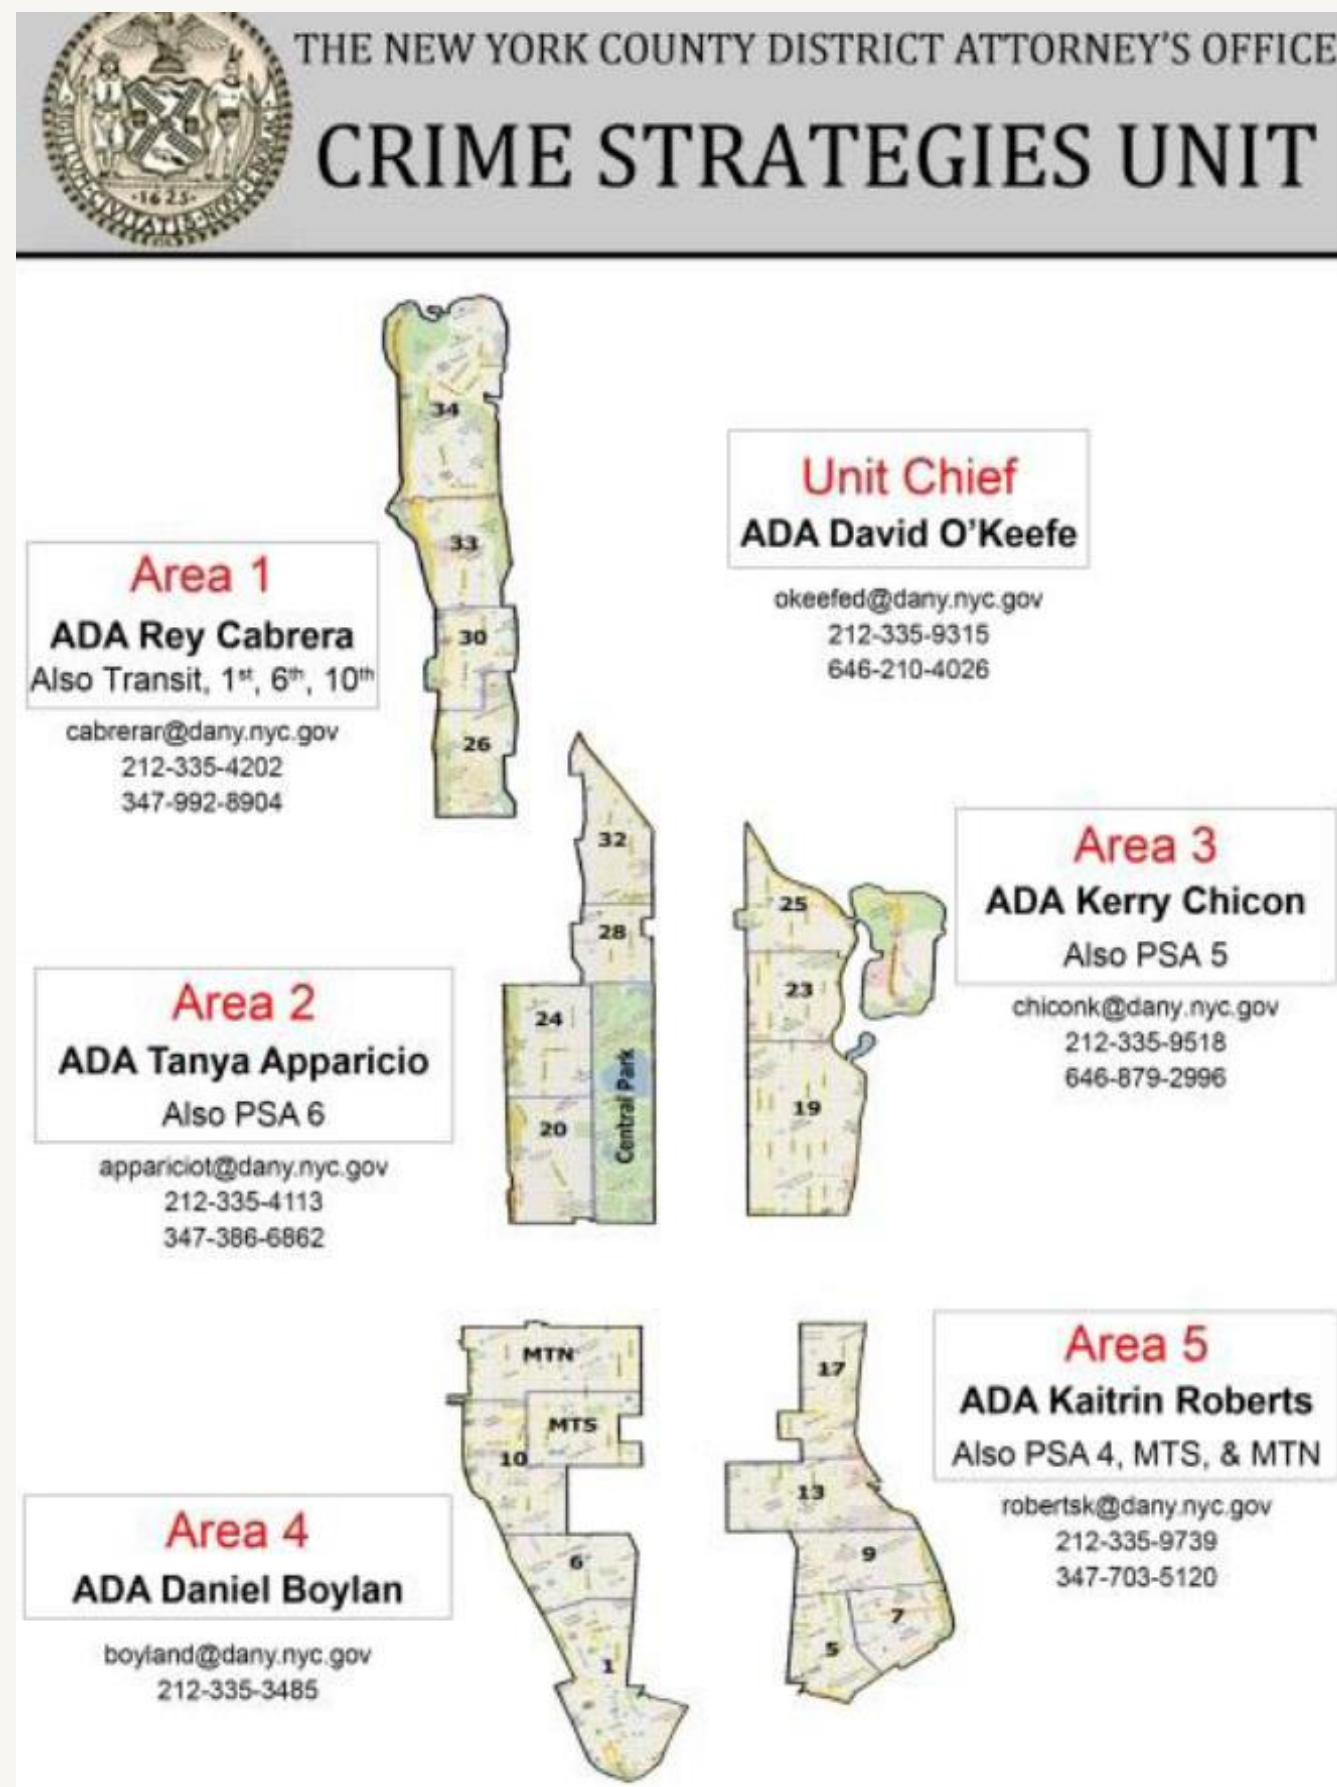 THE NEW YORK COUNTY DISTRICT ATTORNEY'S OFFICE
CRIME STRATEGIES UNIT
1625
34
33
30
26
Area 1
ADA Rey Cabrera
Also Transit, 1st, 6th, 10th
cabrerar@dany.nyc.gov
212-335-4202
347-992-8904
Unit Chief
ADA David O'Keefe
okeefed@dany.nyc.gov
212-335-9315
646-210-4026
32
28
24
20
Central Park
Area 2
ADA Tanya Apparicio
Also PSA 6
appariciot@dany.nyc.gov
212-335-4113
347-386-6862
25
23
19
Area 3
ADA Kerry Chicon
Also PSA 5
chiconk@dany.nyc.gov
212-335-9518
646-879-2996
MTN
MTS
10
6
1
Area 4
ADA Daniel Boylan
boyland@dany.nyc.gov
212-335-3485
17
13
9
7
5
Area 5
ADA Kaitrin Roberts
Also PSA 4, MTS, & MTN
robertsk@dany.nyc.gov
212-335-9739
347-703-5120